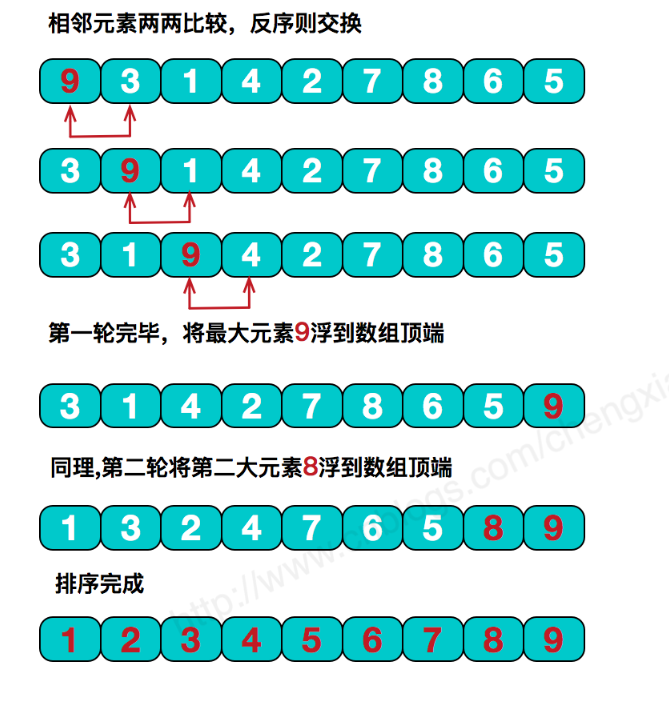 相邻元素两两比较，反序则交换
9 3 1 4 2 7 8 6 5
3 9 1 4 2 7 8 6 5
3 1 9 4 2 7 8 6 5
第一轮完毕，将最大元素9浮到数组顶端
3 1 4 2 7 8 6 5 9
同理,第二轮将第二大元素8浮到数组顶端
1 3 2 4 7 6 5 8 9
排序完成
1 2 3 4 5 6 7 8 9
http://www.cnblogs.com/chengxia